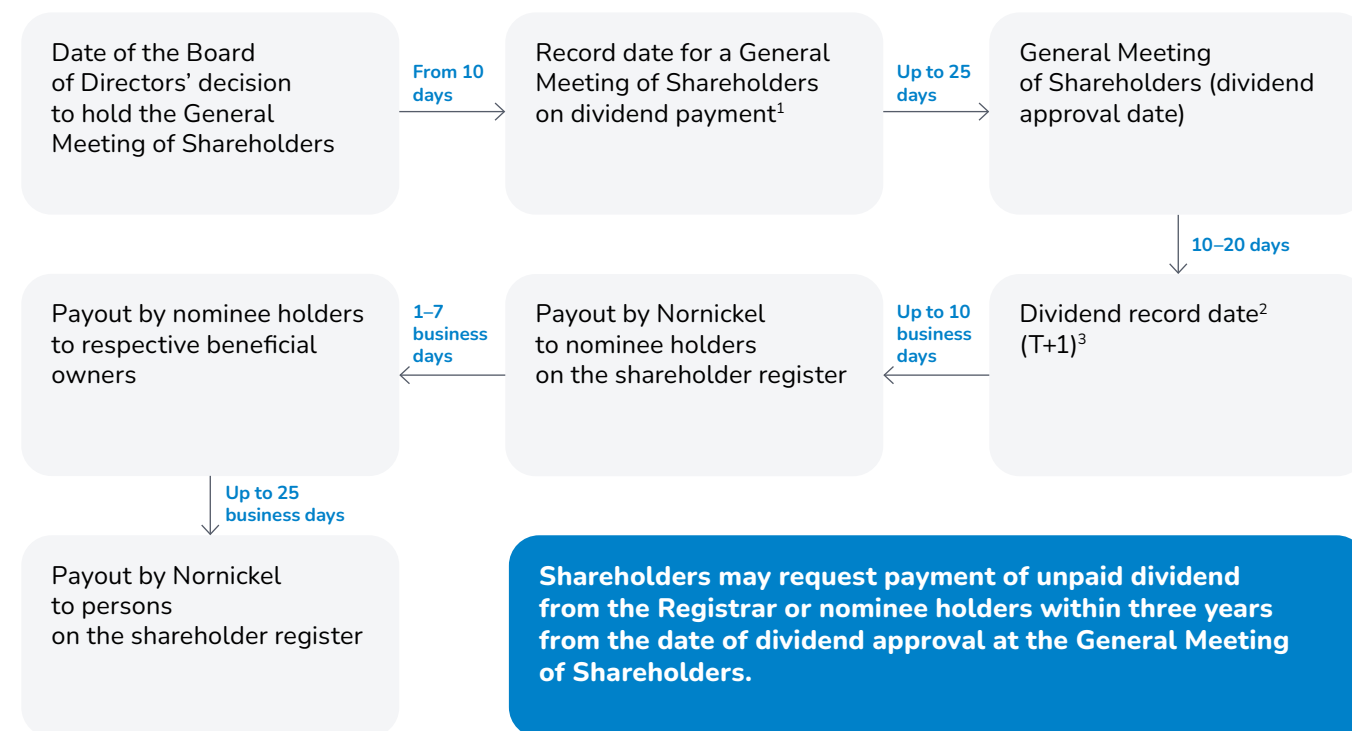 Date of the Board
of Directors’ decision
to hold the General
Meeting of Shareholders
From 10
days
Record date for a General
Meeting of Shareholders
on dividend payment1
Up to 25
days
General Meeting
of Shareholders (dividend
approval date)
10–20 days
Dividend record date2
(T+1)3
Up to 10
business
days
Payout by Nornickel
to nominee holders
on the shareholder register
1–7
business
days
Payout by nominee holders
to respective beneficial
owners
Up to 25
business days
Payout by Nornickel
to persons
on the shareholder register
Shareholders may request payment of unpaid dividend
from the Registrar or nominee holders within three years
from the date of dividend approval at the General Meeting
of Shareholders.